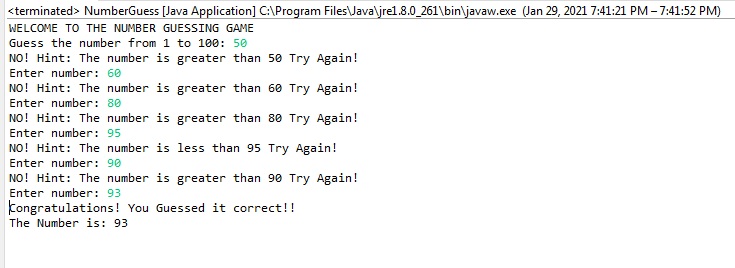 <terminated> NumberGuess [Java Application] C:\Program Files\Java\jre1.8.0_261\bin\javaw.exe (Jan 29, 2021 7:41:21 PM – 7:41:52 PM)
WELCOME TO THE NUMBER GUESSING GAME
Guess the number from 1 to 100: 50
NO! Hint: The number is greater than 50 Try Again!
Enter number: 60
NO! Hint: The number is greater than 60 Try Again!
Enter number: 80
NO! Hint: The number is greater than 80 Try Again!
Enter number: 95
NO! Hint: The number is less than 95 Try Again!
Enter number: 90
NO! Hint: The number is greater than 90 Try Again!
Enter number: 93
Congratulations! You Guessed it correct!!
The Number is: 93